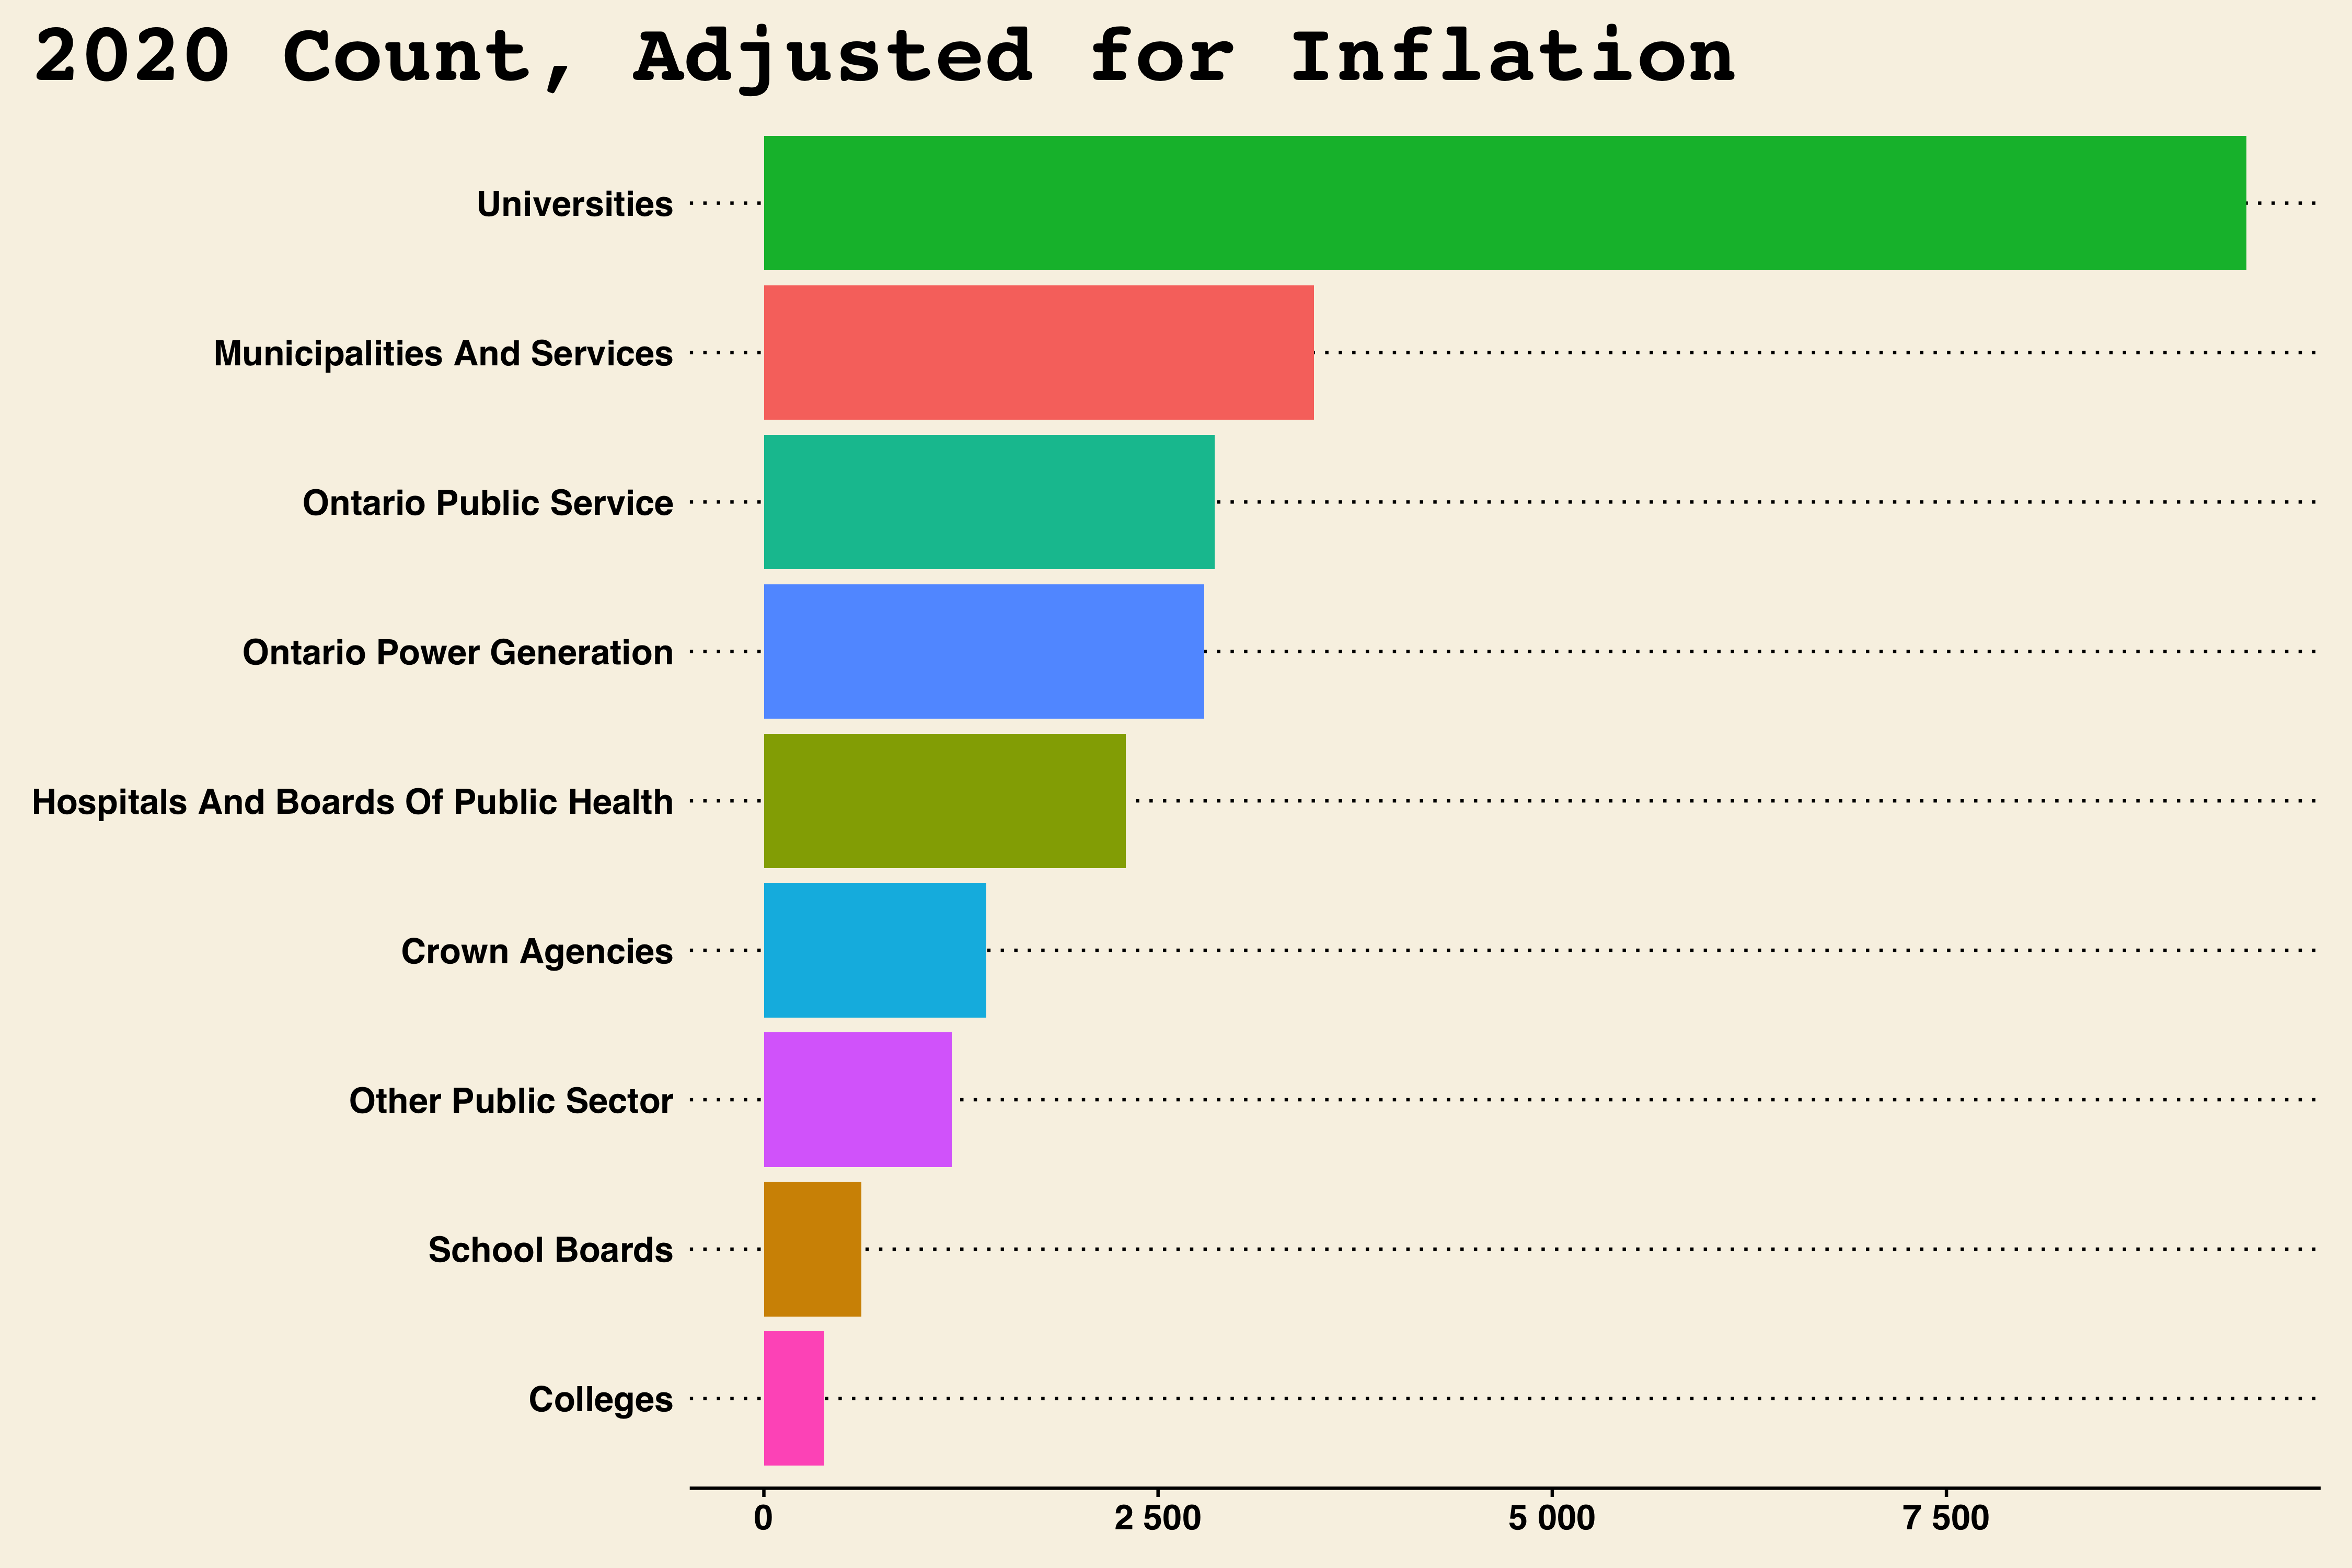 2020 Count, Adjusted for Inflation
Universities
Municipalities And Services
Ontario Public Service
Ontario Power Generation
Hospitals And Boards Of Public Health
Crown Agencies
Other Public Sector
School Boards
Colleges
0 2 500 5 000 7 500